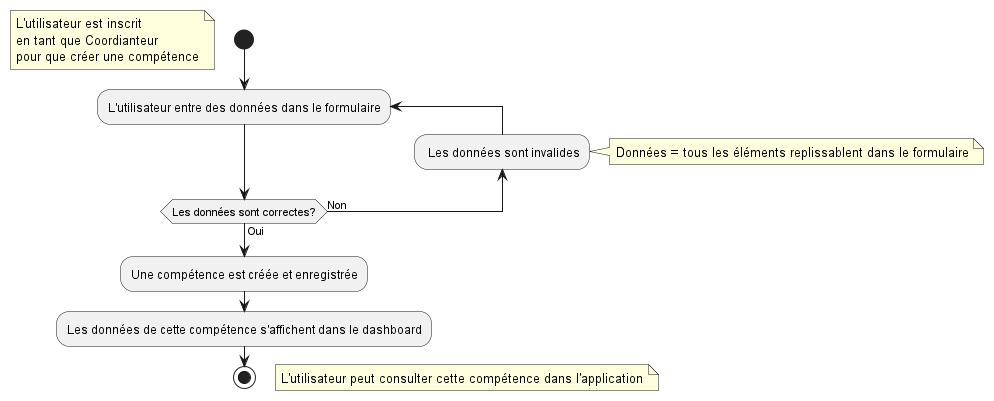 L'utilisateur est inscrit
en tant que Coordianteur
pour que créer une compétence
L'utilisateur entre des données dans le formulaire
Les données sont invalides
Données = tous les éléments replissablent dans le formulaire
Les données sont correctes?
Non
Oui
Une compétence est créée et enregistrée
Les données de cette compétence s'affichent dans le dashboard
L'utilisateur peut consulter cette compétence dans l'application